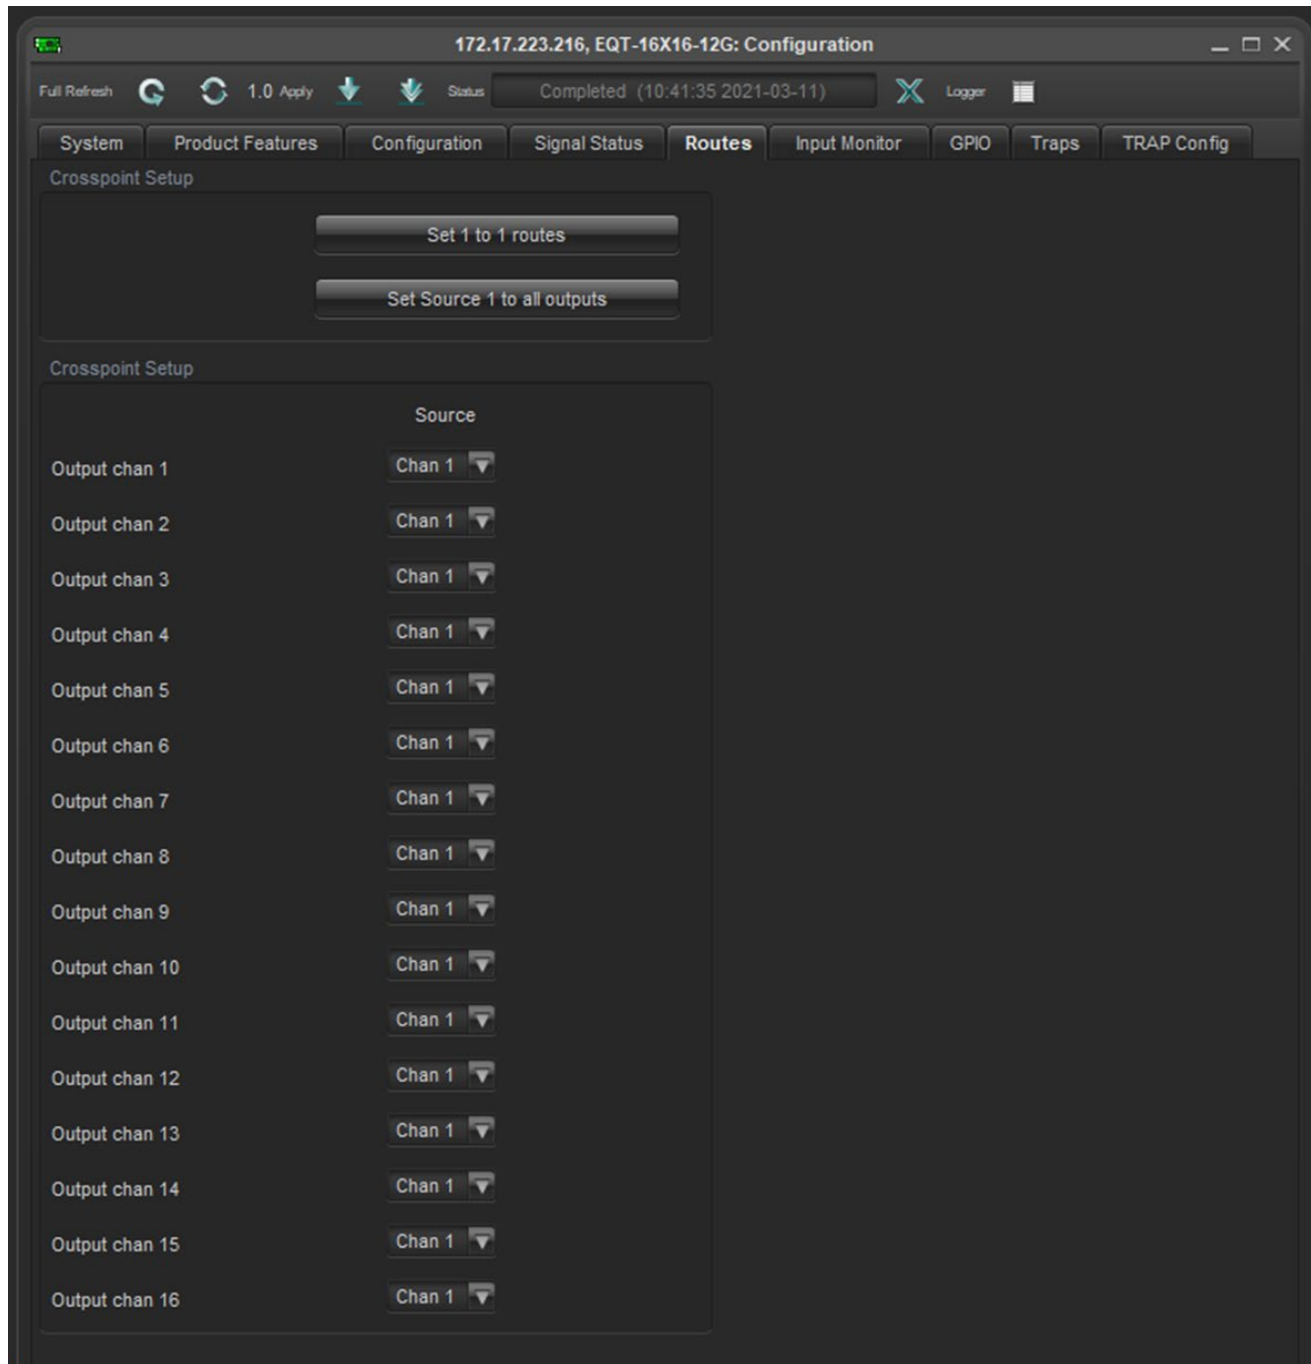 172.17.223.216, EQT-16X16-12G: Configuration
Full Refresh 1.0 Apply Status Completed (10:41:35 2021-03-11) Logger
System Product Features Configuration Signal Status Routes Input Monitor GPIO Traps TRAP Config
Crosspoint Setup
Set 1 to 1 routes
Set Source 1 to all outputs
Crosspoint Setup
Source
Output chan 1 Chan 1
Output chan 2 Chan 1
Output chan 3 Chan 1
Output chan 4 Chan 1
Output chan 5 Chan 1
Output chan 6 Chan 1
Output chan 7 Chan 1
Output chan 8 Chan 1
Output chan 9 Chan 1
Output chan 10 Chan 1
Output chan 11 Chan 1
Output chan 12 Chan 1
Output chan 13 Chan 1
Output chan 14 Chan 1
Output chan 15 Chan 1
Output chan 16 Chan 1